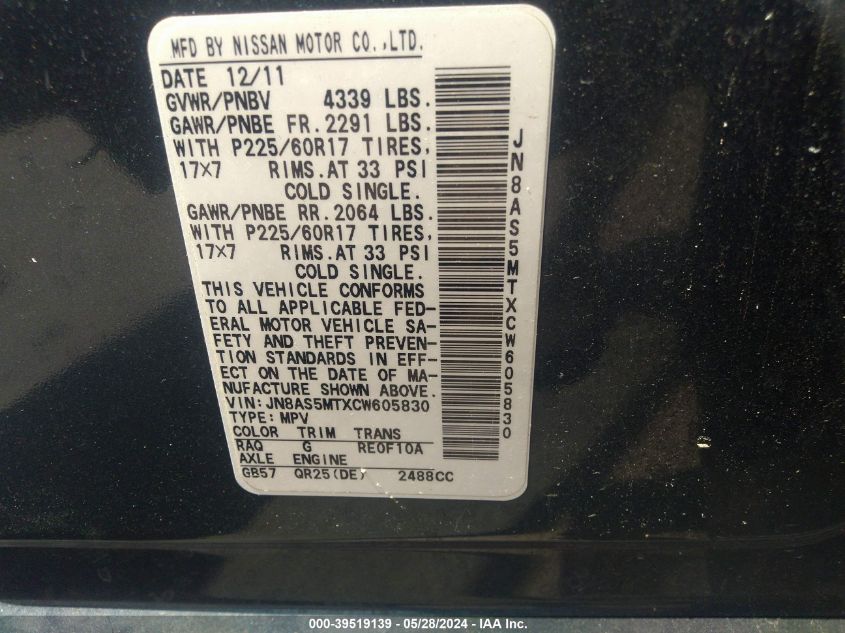 MFD BY NISSAN MOTOR CO.,LTD.
DATE 12/11
GVWR/PNBV 4339 LBS.
GAWR/PNBE FR.2291 LBS.
WITH P225/60R17 TIRES,
17×7 RIMS.AT 33 PSI
COLD SINGLE.
GAWR/PNBE RR.2064 LBS.
WITH P225/60R17 TIRES,
17×7 RIMS.AT 33 PSI
COLD SINGLE.
THIS VEHICLE CONFORMS
TO ALL APPLICABLE FED-
ERAL MOTOR VEHICLE SA-
FETY AND THEFT PREVEN-
TION STANDARDS IN EFF-
ECT ON THE DATE OF MA-
NUFACTURE SHOWN ABOVE.
VIN:JN8AS5MTXCW605830
TYPE:MPV
COLOR TRIM TRANS
RAQ G RE0F10A
AXLE ENGINE
GB57 QR25(DE) 2488CC
JN8AS5MTXCW605830
000-39519139 - 05/28/2024 - IAA Inc.